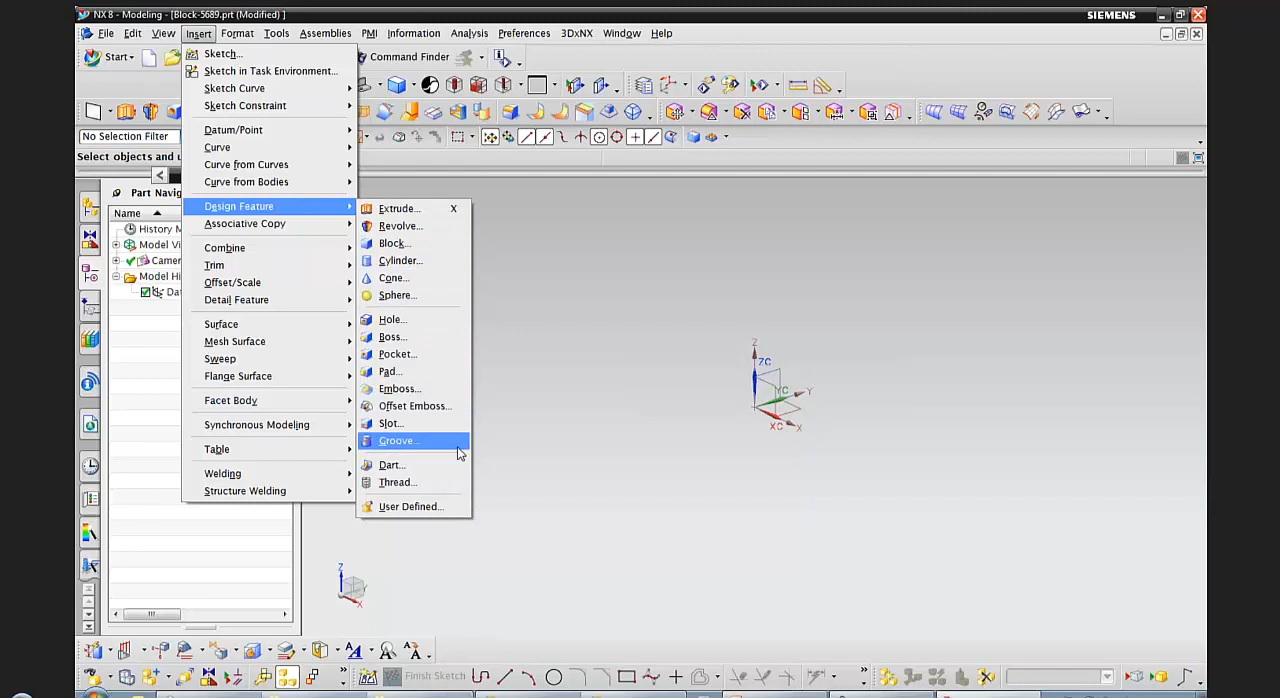 NX 8 - Modeling - [Block-5689.prt (Modified) ]
SIEMENS
File Edit View Insert Format Tools Assemblies PMI Information Analysis Preferences 3DxNX Window Help
Start
Command Finder
No Selection Filter
Select objects and u
Part Navig
Name
History M
Model Vi
Camer
Model Hi
Da
Sketch...
Sketch in Task Environment...
Sketch Curve
Sketch Constraint
Datum/Point
Curve
Curve from Curves
Curve from Bodies
Design Feature
Associative Copy
Combine
Trim
Offset/Scale
Detail Feature
Surface
Mesh Surface
Sweep
Flange Surface
Facet Body
Synchronous Modeling
Table
Welding
Structure Welding
Extrude... X
Revolve...
Block...
Cylinder...
Cone...
Sphere...
Hole...
Boss...
Pocket...
Pad...
Emboss...
Offset Emboss...
Slot...
Groove...
Dart...
Thread...
User Defined...
Z
ZC
YC
Y
XC
X
Z
Y
X
Finish Sketch